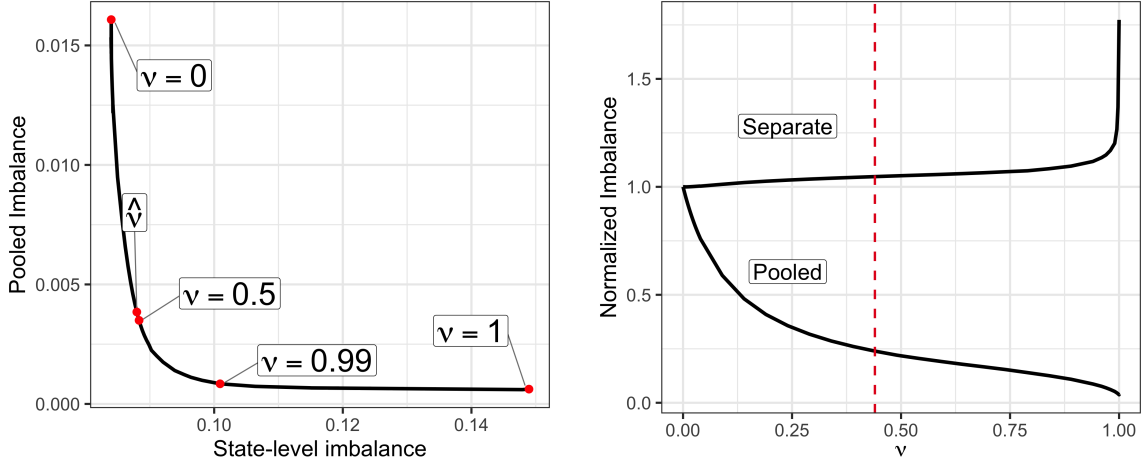 0.015
0.010
0.005
0.000
Pooled Imbalance
ν = 0
ν̂
ν = 0.5
ν = 0.99
ν = 1
0.10
0.12
0.14
State-level imbalance
1.5
1.0
0.5
0.0
Normalized Imbalance
Separate
Pooled
0.00
0.25
0.50
0.75
1.00
ν